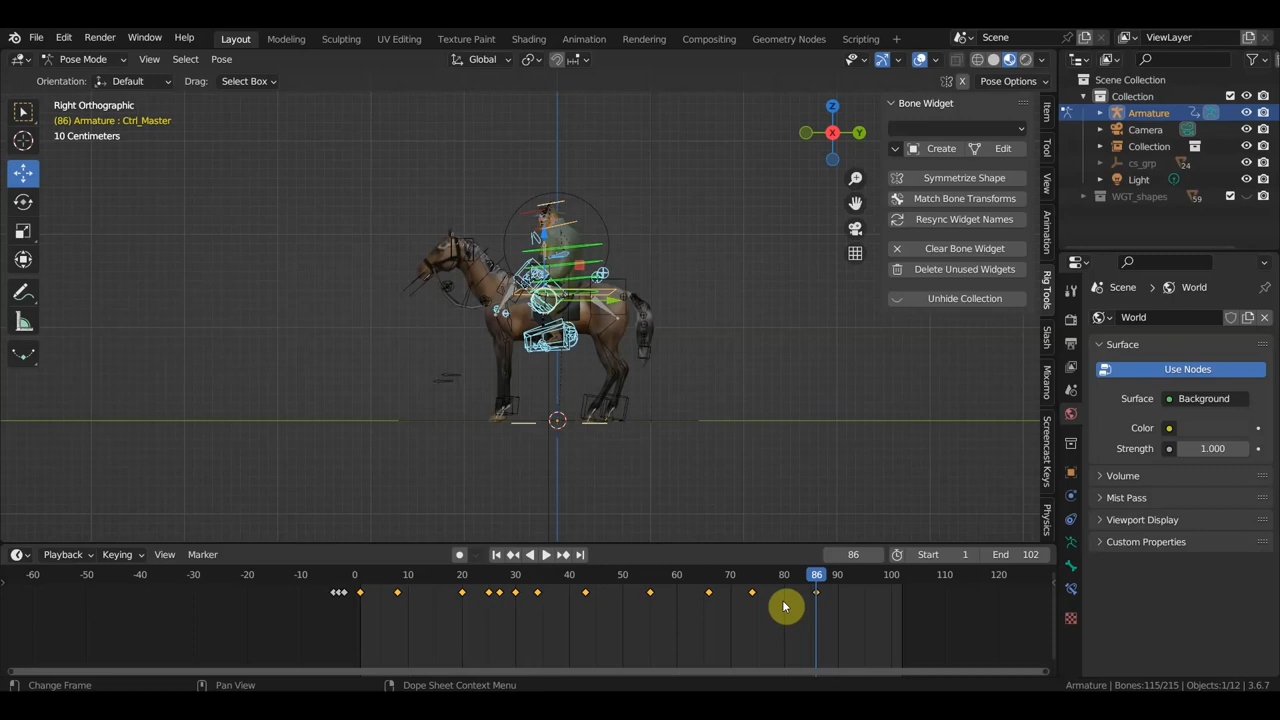 File Edit Render Window Help Layout Modeling Sculpting UV Editing Texture Paint Shading Animation Rendering Compositing Geometry Nodes Scripting + Scene ViewLayer
Pose Mode View Select Pose Global
Orientation: Default Drag: Select Box X Pose Options
Right Orthographic
(86) Armature : Ctrl_Master
10 Centimeters
Z
Y
X
Bone Widget
Create Edit
Symmetrize Shape
Match Bone Transforms
Resync Widget Names
Clear Bone Widget
Delete Unused Widgets
Unhide Collection
Item
Tool
View
Animation
Rig Tools
Slash
Mixamo
Screencast Keys
Physics
Scene Collection
Collection
Armature
Camera
Collection
cs_grp 24
Light
WGT_shapes 59
Scene > World
World
Surface
Use Nodes
Surface Background
Color
Strength 1.000
Volume
Mist Pass
Viewport Display
Custom Properties
Playback Keying View Marker 86 Start 1 End 102
-60 -50 -40 -30 -20 -10 0 10 20 30 40 50 60 70 80 86 90 100 110 120
Change Frame Pan View Dope Sheet Context Menu Armature | Bones:115/215 | Objects:1/12 | 3.6.7